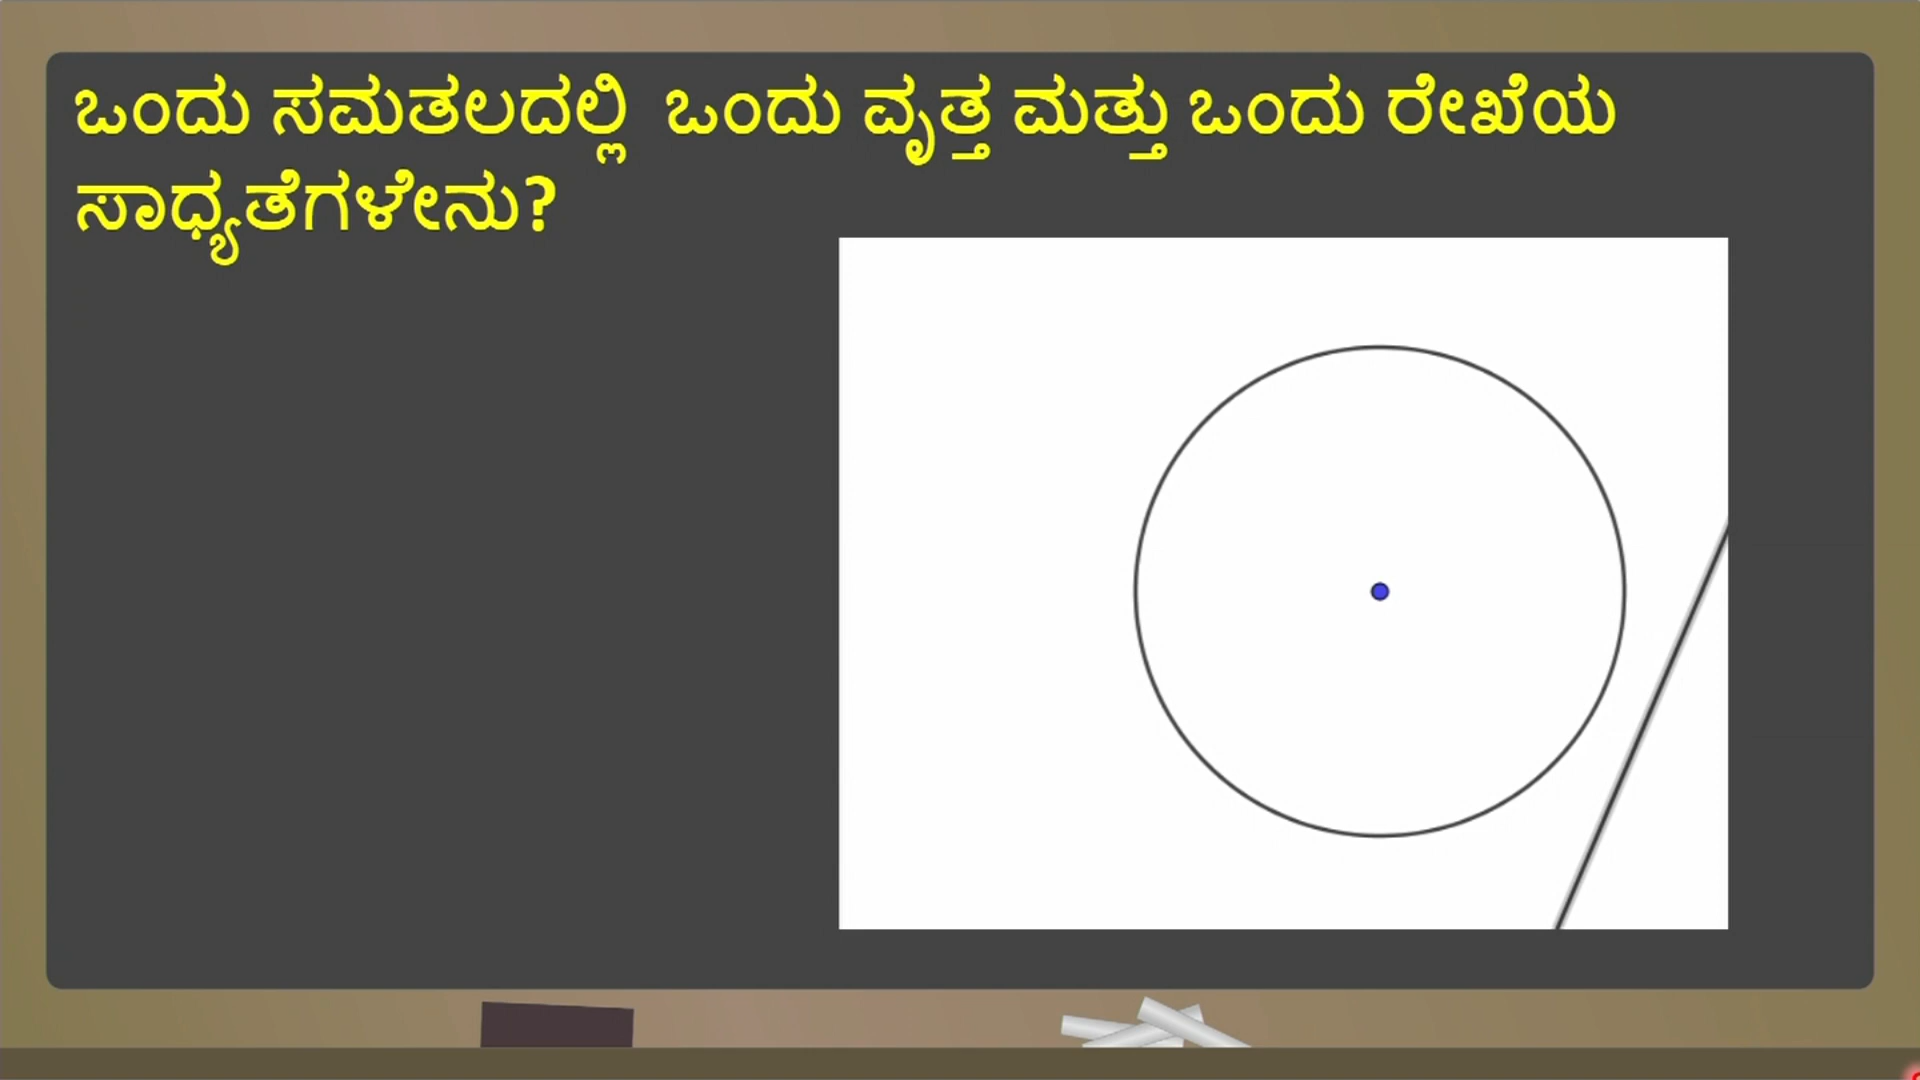 ಒಂದು ಸಮತಲದಲ್ಲಿ ಒಂದು ವೃತ್ತ ಮತ್ತು ಒಂದು ರೇಖೆಯ
ಸಾಧ್ಯತೆಗಳೇನು?